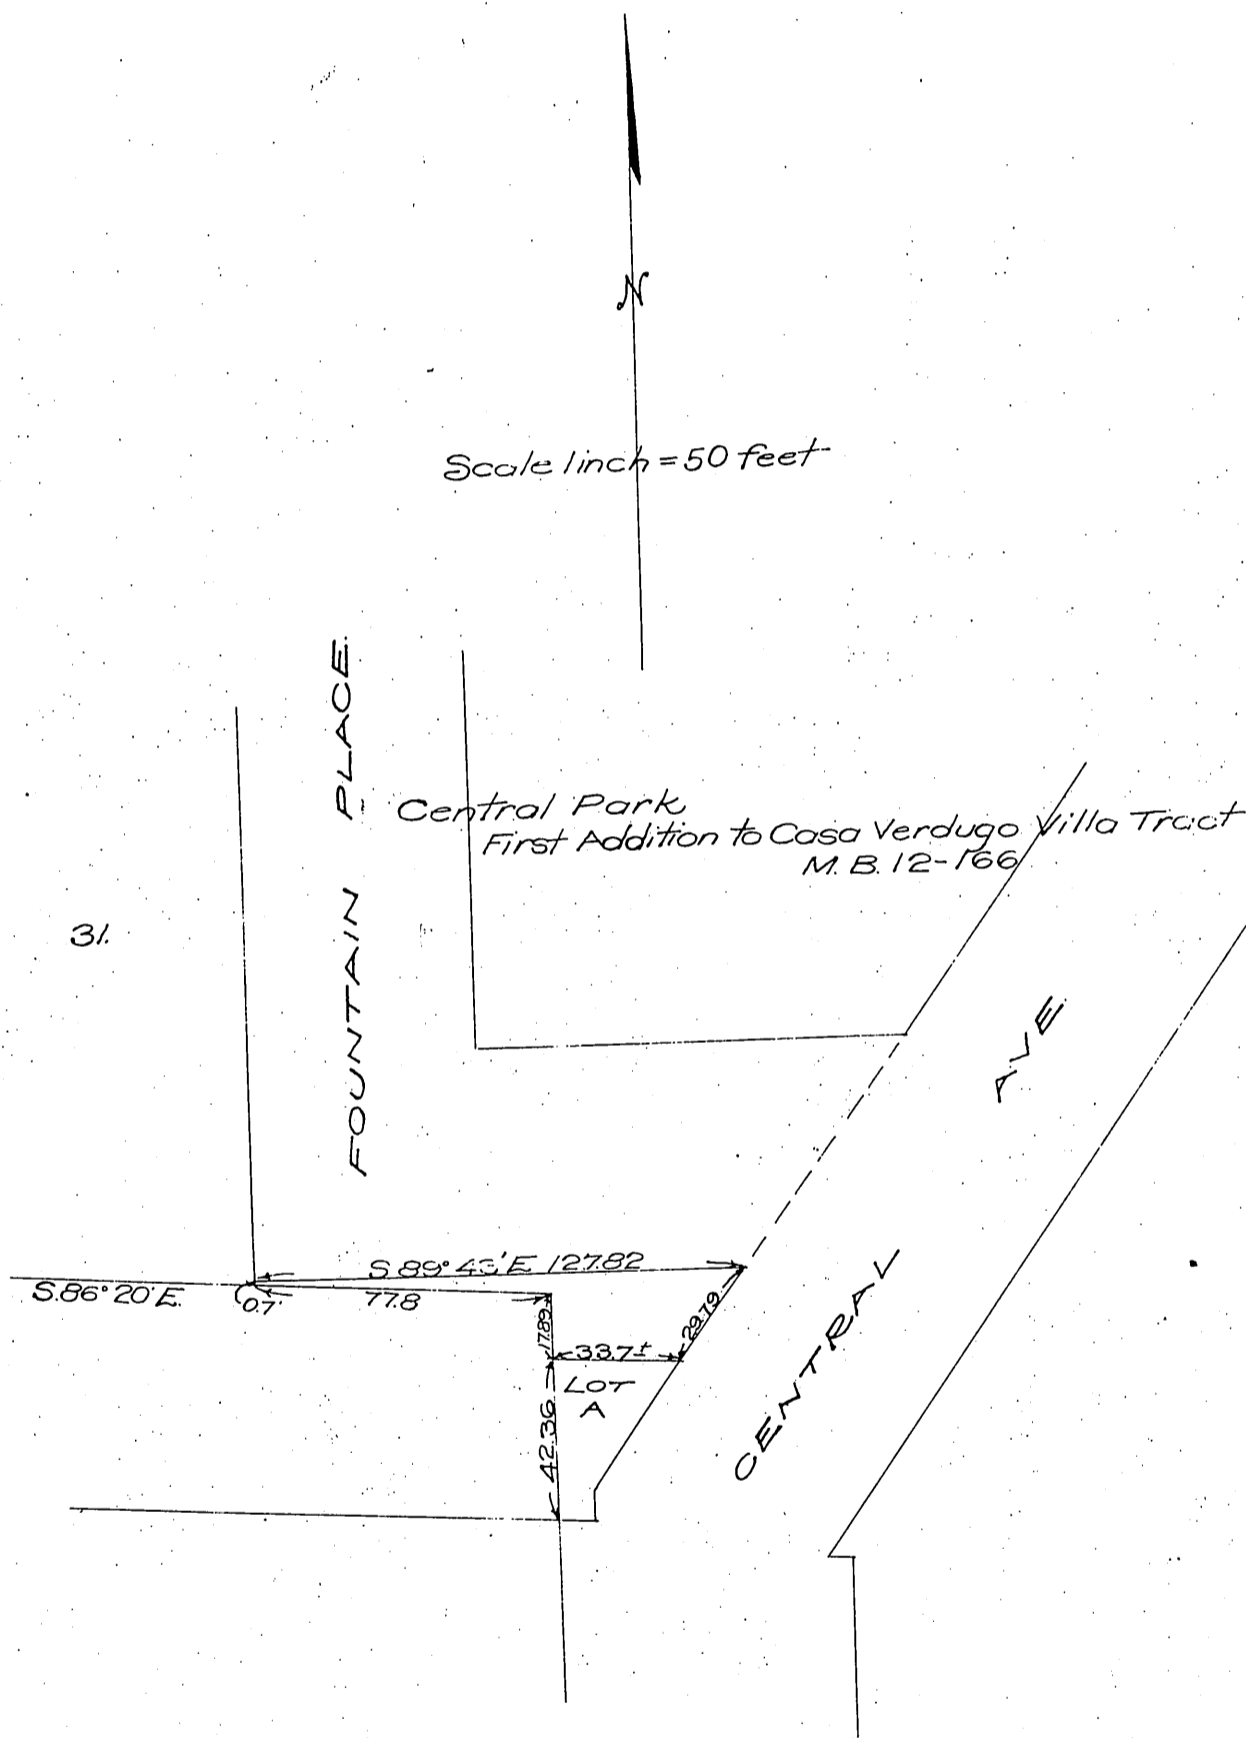 N
Scale 1 inch = 50 feet
FOUNTAIN PLACE.
Central Park
First Addition to Casa Verdugo Villa Tract
M. B. 12-166
31.
AVE.
CENTRAL
S. 89° 43' E 127.82
S. 86° 20' E.
0.7'
77.8
17.89
29.79
33.7±
LOT
A
42.36